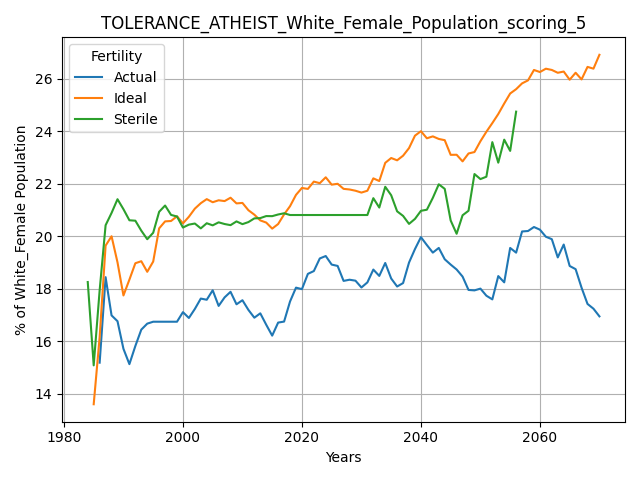 TOLERANCE_ATHEIST_White_Female_Population_scoring_5
Fertility
Actual
Ideal
Sterile
% of White_Female Population
26
24
22
20
18
16
14
1980
2000
2020
2040
2060
Years